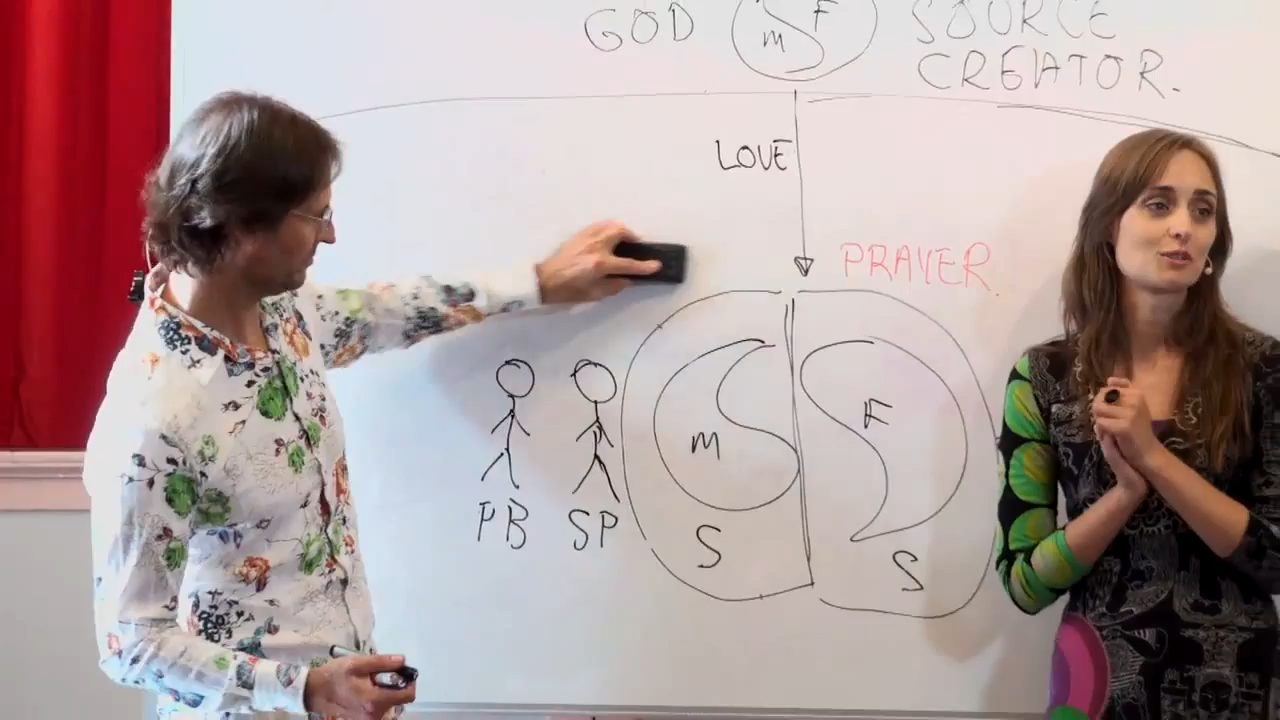 GOD
M F
SOURCE
CREATOR.
LOVE
PRAYER.
M
F
PB SP
S
S